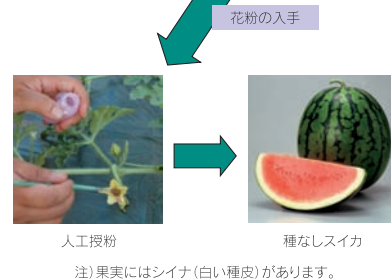 花粉の入手
人工授粉
種なしスイカ
注）果実にはシイナ（白い種皮）があります。